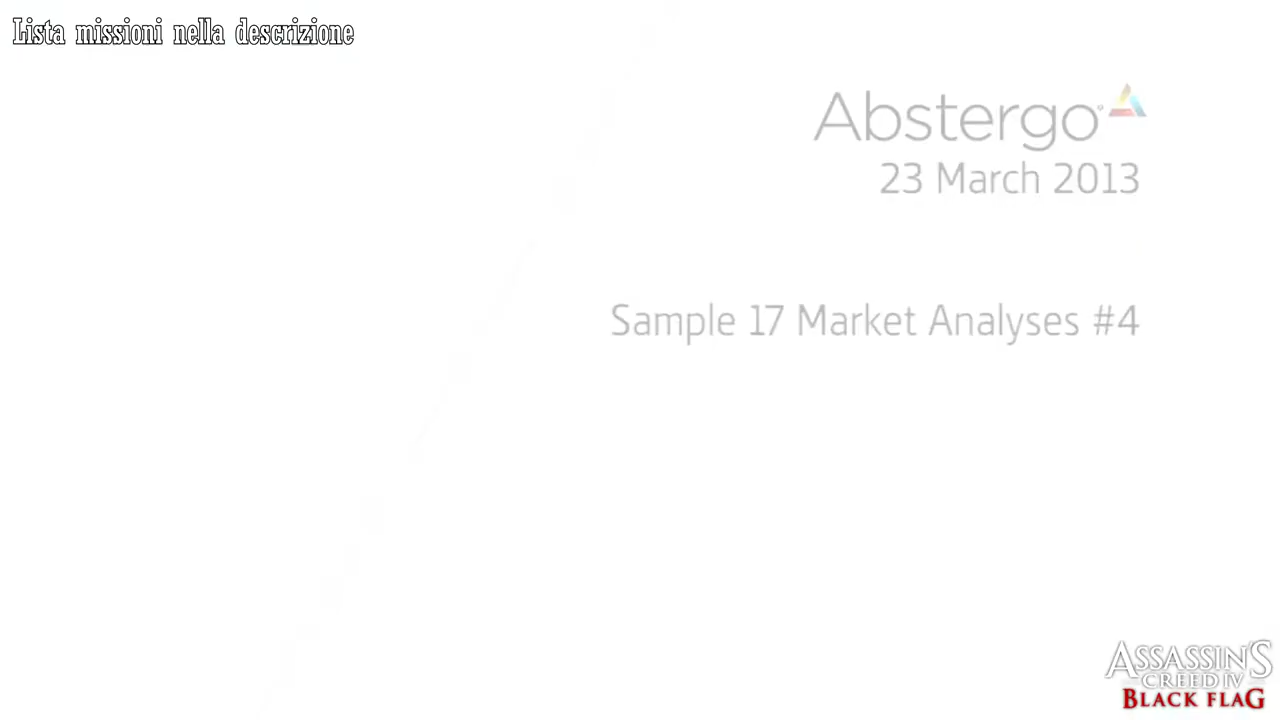 Lista missioni nella descrizione
Abstergo
23 March 2013
Sample 17 Market Analyses #4
ASSASSIN'S
CREED IV
BLACK FLAG